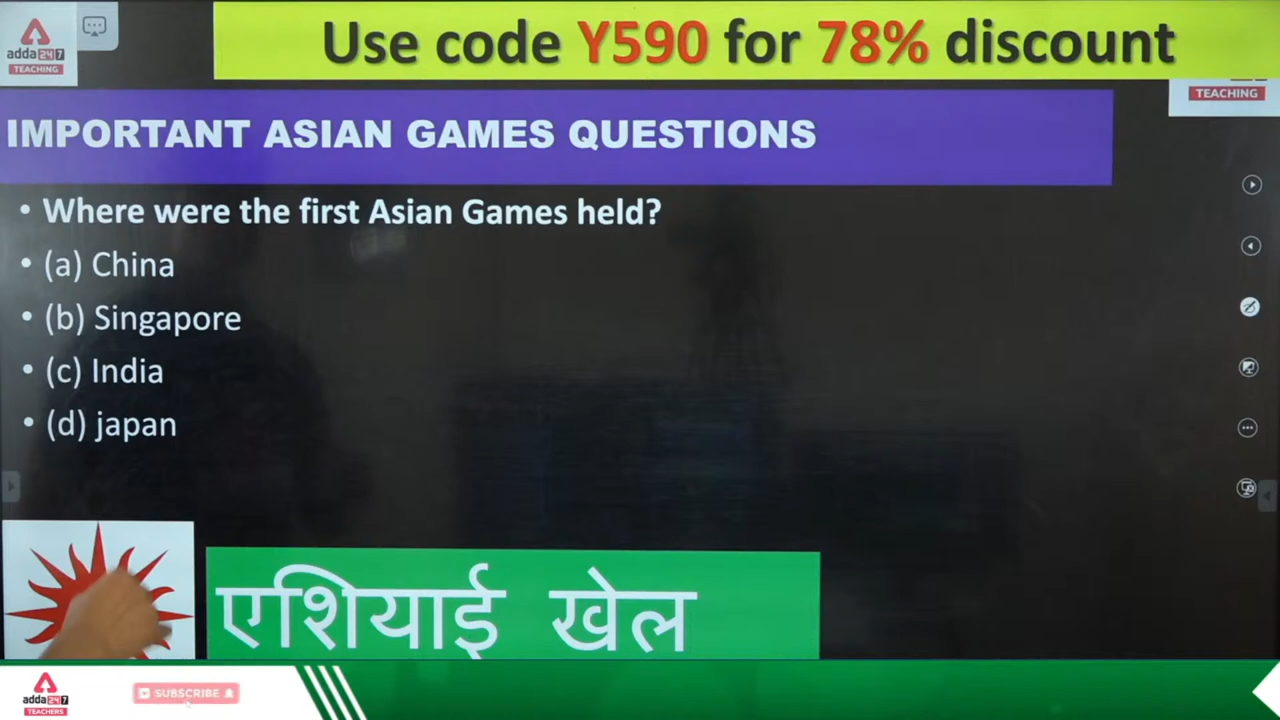 Use code Y590 for 78% discount
adda247
TEACHING
TEACHING
IMPORTANT ASIAN GAMES QUESTIONS
• Where were the first Asian Games held?
• (a) China
• (b) Singapore
• (c) India
• (d) japan
एशियाई खेल
adda247
TEACHERS
SUBSCRIBE